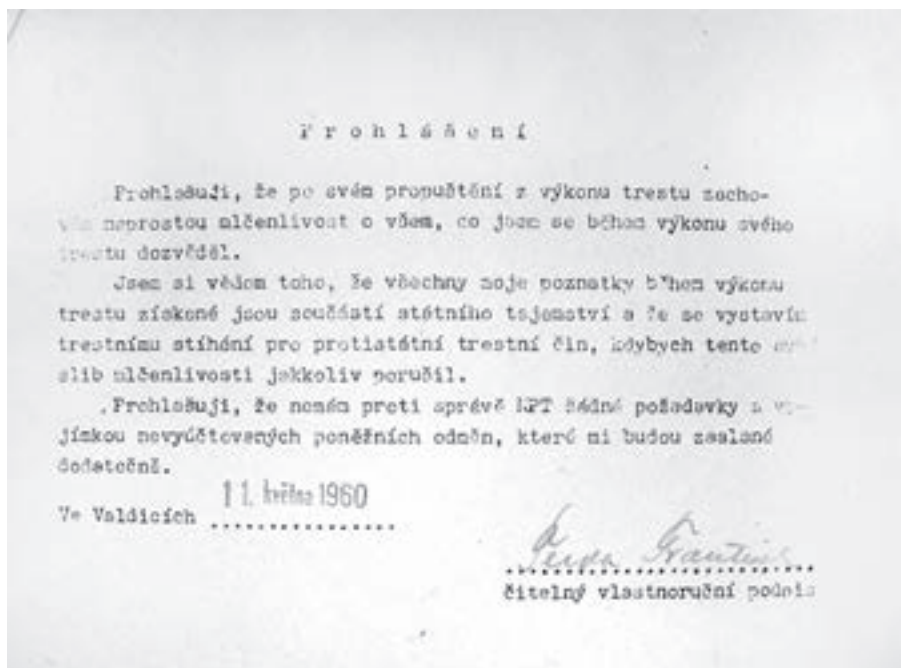 Prohlášení
Prohlašuji, že po svém propuštění z výkonu trestu zacho-
vám naprostou mlčenlivost o všem, co jsem se během výkonu svého
trestu dozvěděl.
Jsem si vědom toho, že všechny moje poznatky během výkonu
trestu získané jsou součástí státního tajemství a že se vystavím
trestnímu stíhání pro protistátní trestní čin, kdybych tento
slib mlčenlivosti jakkoliv porušil.
Prohlašuji, že nemám proti správě NPT žádné požadavky s vý-
jimkou nevyúčtovaných peněžních odměn, které mi budou zaslané
dodatečně.
Ve Valdicích 11. května 1960
František
čitelný vlastnoruční podpis